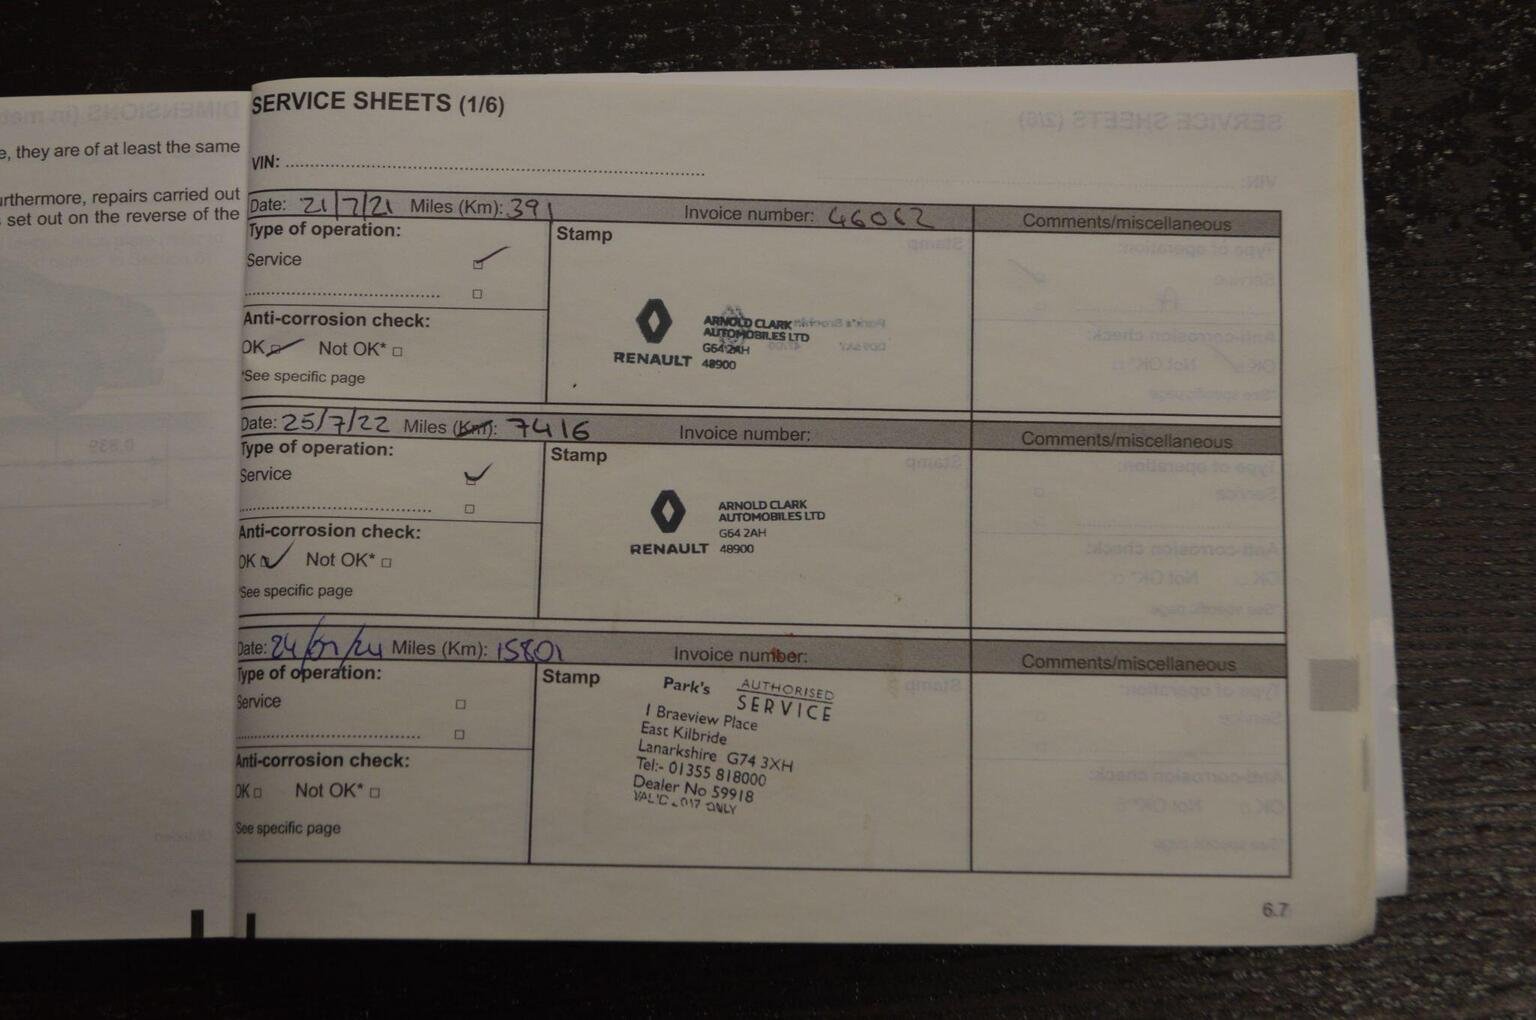 SERVICE SHEETS (1/6)
e, they are of at least the same
VIN:
urthermore, repairs carried out
set out on the reverse of the
Date: 21/7/21 Miles (Km): 391 Invoice number: 46062 Comments/miscellaneous
Type of operation:
Stamp
Service
Anti-corrosion check:
OK Not OK*
*See specific page
RENAULT
ARNOLD CLARK
AUTOMOBILES LTD
G64 2AH
48900
Date: 25/7/22 Miles (Km): 7416 Invoice number: Comments/miscellaneous
Type of operation:
Stamp
Service
Anti-corrosion check:
OK Not OK*
*See specific page
RENAULT
ARNOLD CLARK
AUTOMOBILES LTD
G64 2AH
48900
Date: 24/01/24 Miles (Km): 15801 Invoice number: Comments/miscellaneous
Type of operation:
Stamp
Service
Anti-corrosion check:
OK Not OK*
See specific page
Park's AUTHORISED
SERVICE
1 Braeview Place
East Kilbride
Lanarkshire G74 3XH
Tel:- 01355 818000
Dealer No 59918
ONLY
6.7